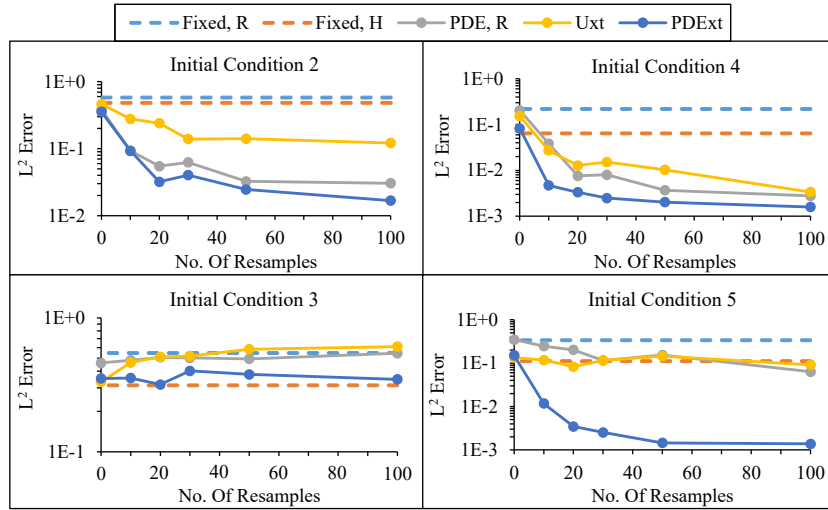 Fixed, R Fixed, H PDE, R Uxt PDExt
Initial Condition 2
L² Error
1E+0
1E-1
1E-2
0 20 40 60 80 100
No. Of Resamples
Initial Condition 4
L² Error
1E+0
1E-1
1E-2
1E-3
0 20 40 60 80 100
No. Of Resamples
Initial Condition 3
L² Error
1E+0
1E-1
0 20 40 60 80 100
No. Of Resamples
Initial Condition 5
L² Error
1E+0
1E-1
1E-2
1E-3
0 20 40 60 80 100
No. Of Resamples